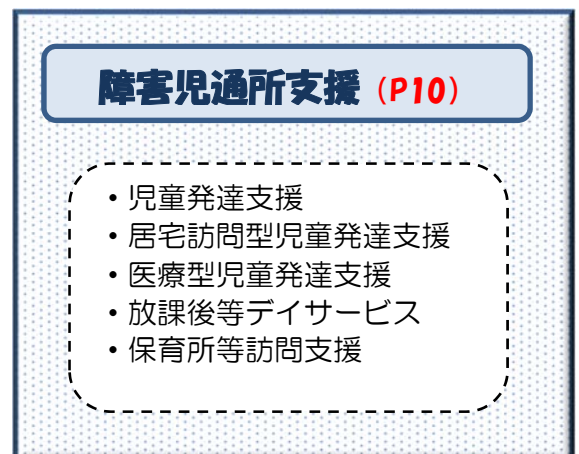 障害児通所支援（P10）
・児童発達支援
・居宅訪問型児童発達支援
・医療型児童発達支援
・放課後等デイサービス
・保育所等訪問支援